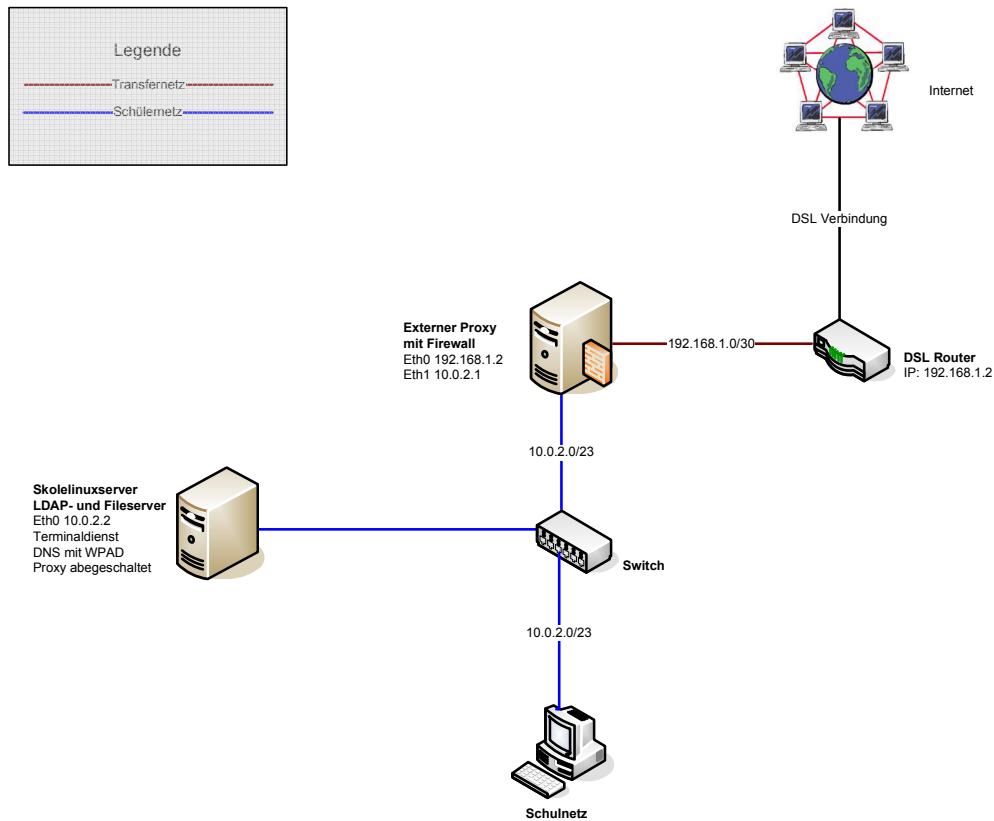 Legende
Transfernetz
Schülernetz
Internet
DSL Verbindung
Externer Proxy
mit Firewall
Eth0 192.168.1.2
Eth1 10.0.2.1
192.168.1.0/30
DSL Router
IP: 192.168.1.2
10.0.2.0/23
Skolelinuxserver
LDAP- und Fileserver
Eth0 10.0.2.2
Terminaldienst
DNS mit WPAD
Proxy abegeschaltet
Switch
10.0.2.0/23
Schulnetz